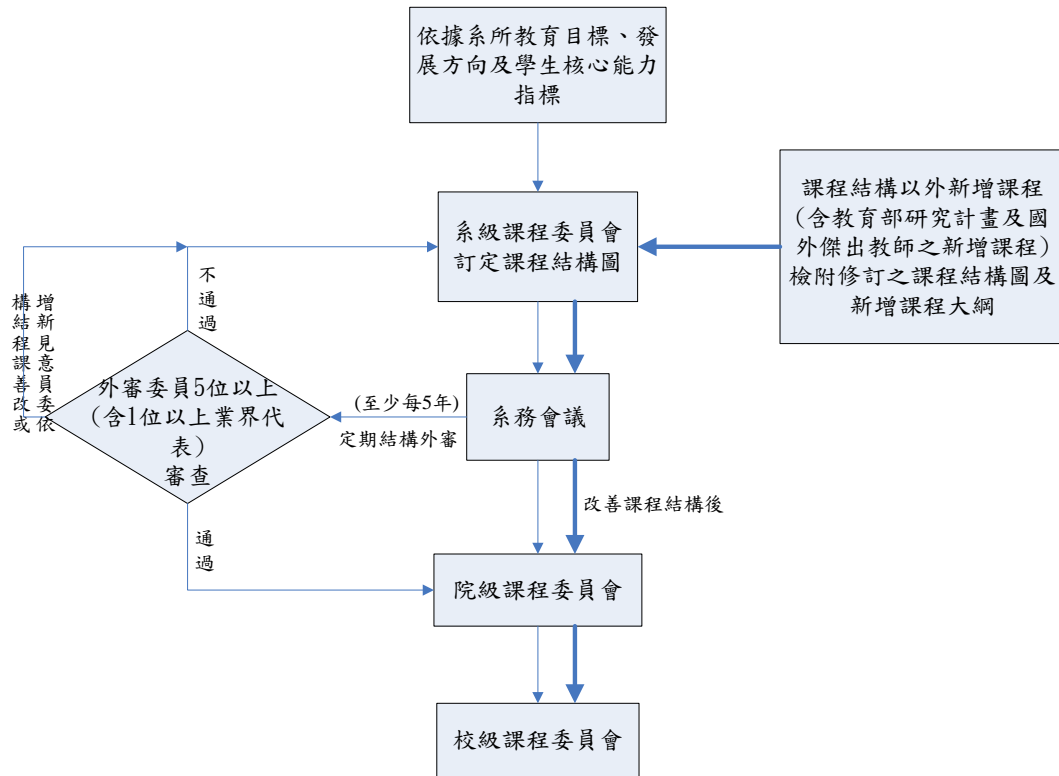 依據系所教育目標、發
展方向及學生核心能力
指標
課程結構以外新增課程
(含教育部研究計畫及國
外傑出教師之新增課程)
檢附修訂之課程結構圖及
新增課程大綱
系級課程委員會
訂定課程結構圖
不通過
增新見意員委依
構結程課善改或
外審委員5位以上
(含1位以上業界代
表)
審查
(至少每5年)
定期結構外審
系務會議
改善課程結構後
通過
院級課程委員會
校級課程委員會